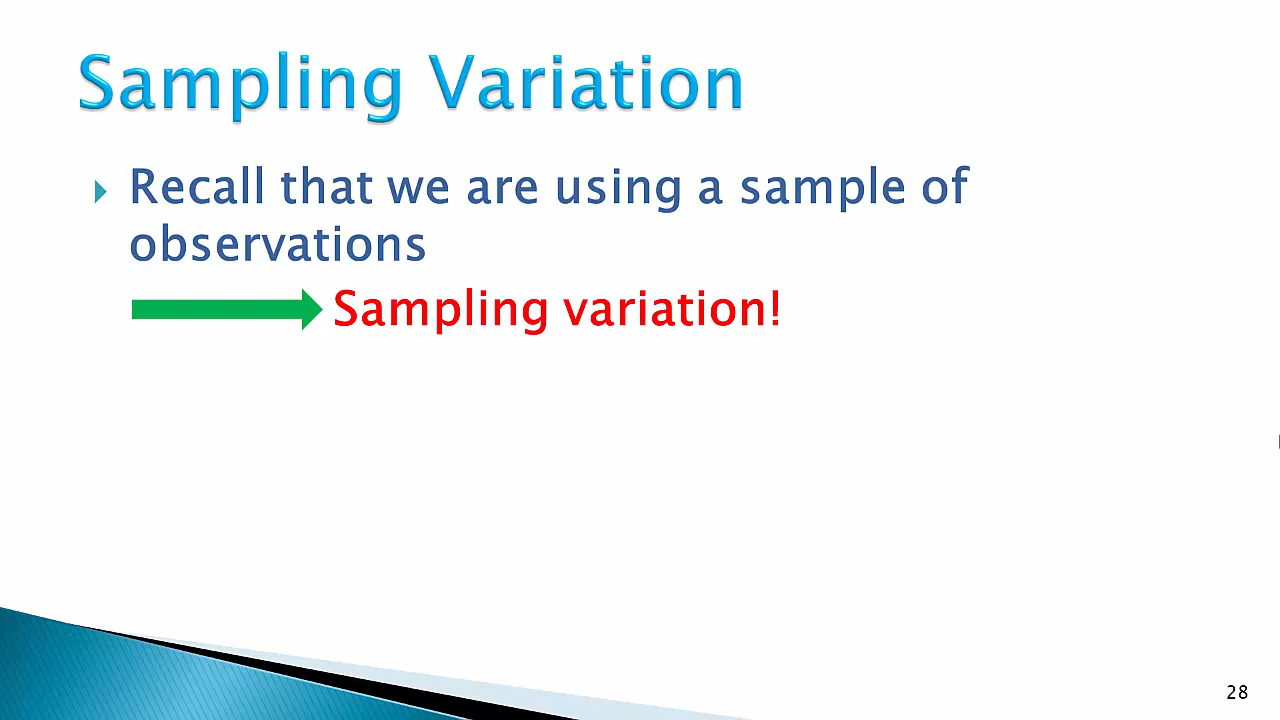 Sampling Variation
Recall that we are using a sample of
observations
Sampling variation!
28